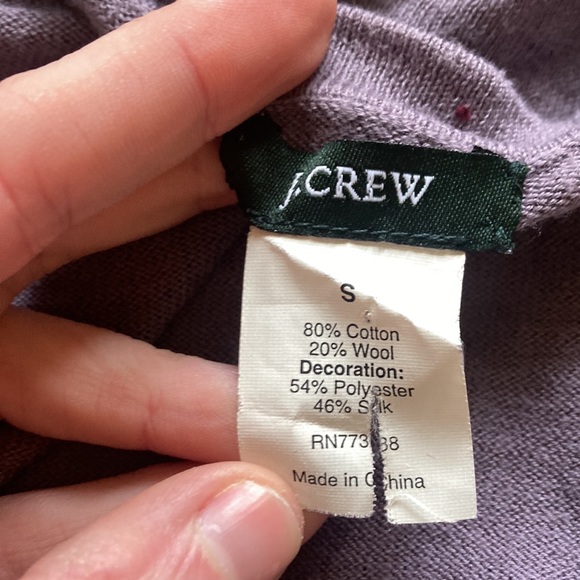 J.CREW
S
80% Cotton
20% Wool
Decoration:
54% Polyester
46% Silk
Made in China